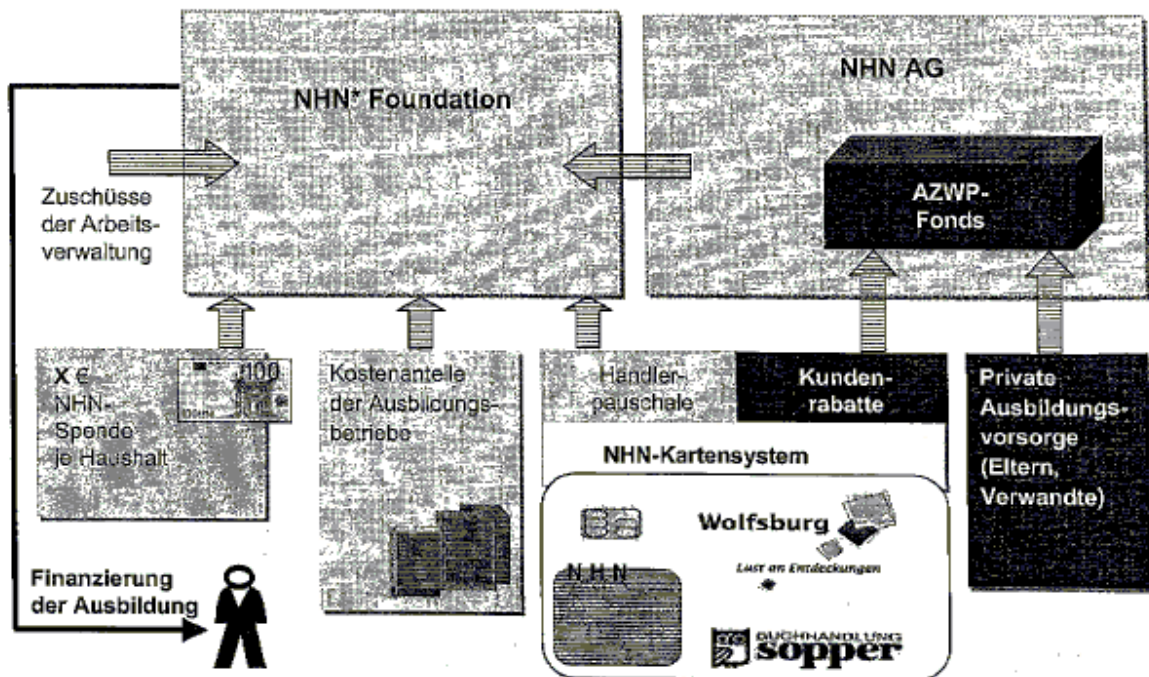 NHN* Foundation
NHN AG
AZWP-
Fonds
Zuschüsse
der Arbeits-
verwaltung
X €
NHN-
Spende
je Haushalt
100
Kostenanteile
der Ausbildungs-
betriebe
Händler-
pauschale
Kunden-
rabatte
Private
Ausbildungs-
vorsorge
(Eltern,
Verwandte)
NHN-Kartensystem
Wolfsburg
Lust an Entdeckungen
N H N
BUCHHANDLUNG
sopper
Finanzierung
der Ausbildung